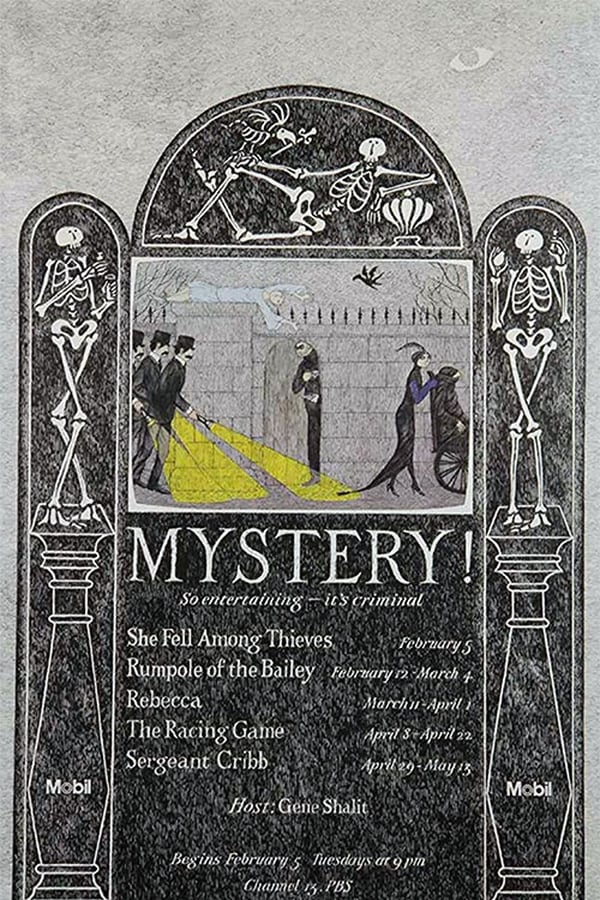 MYSTERY!
So entertaining — it's criminal
She Fell Among Thieves February 5
Rumpole of the Bailey February 12 - March 4
Rebecca March 11 - April 1
The Racing Game April 8 - April 22
Sergeant Cribb April 29 - May 13
Mobil
Mobil
Host: Gene Shalit
Begins February 5 Tuesdays at 9 pm
Channel 13, PBS